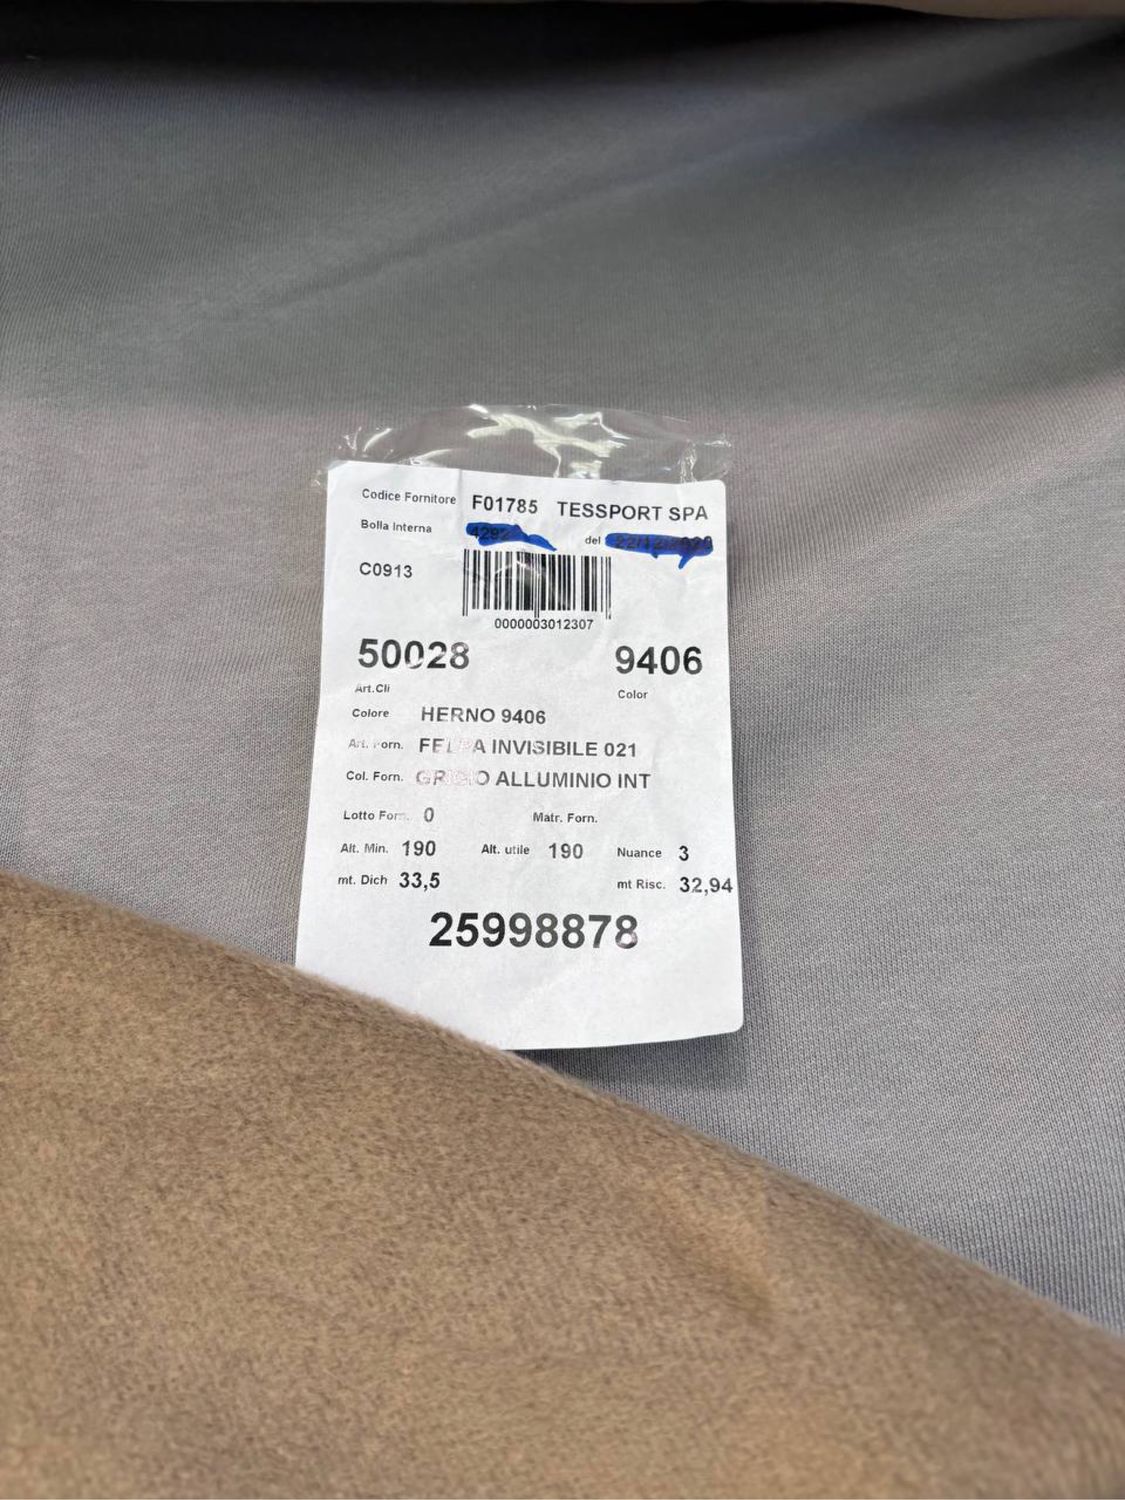 Codice Fornitore F01785 TESSPORT SPA
Bolla Interna del
C0913
0000003012307
50028 9406
Art.Cli Color
Colore HERNO 9406
Art. Forn. FELPA INVISIBILE 021
Col. Forn. GRIGIO ALLUMINIO INT
Lotto Forn. 0 Matr. Forn.
Alt. Min. 190 Alt. utile 190 Nuance 3
mt. Dich 33,5 mt Risc. 32,94
25998878